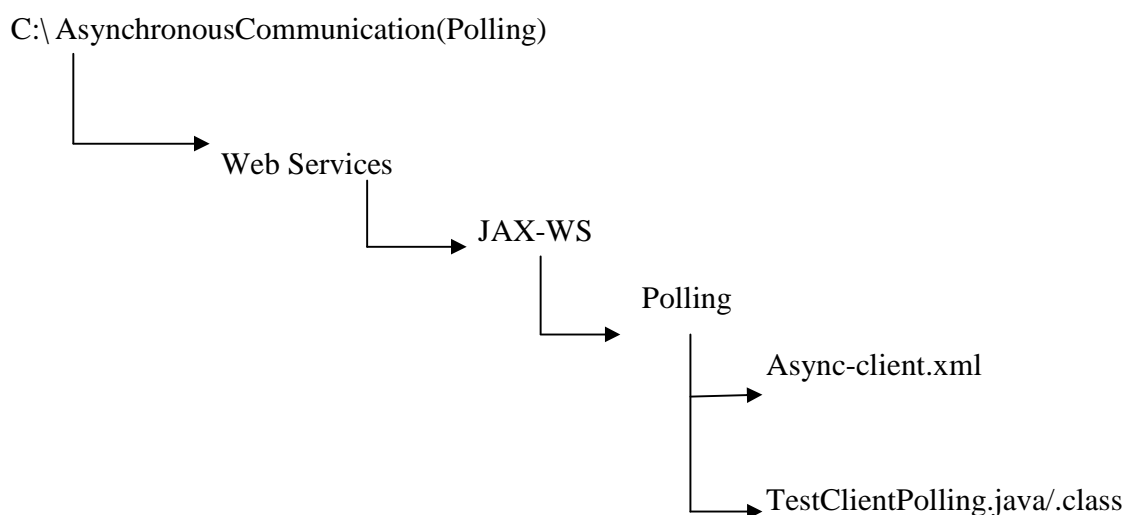 C:\ AsynchronousCommunication(Polling)
Web Services
JAX-WS
Polling
Async-client.xml
TestClientPolling.java/.class